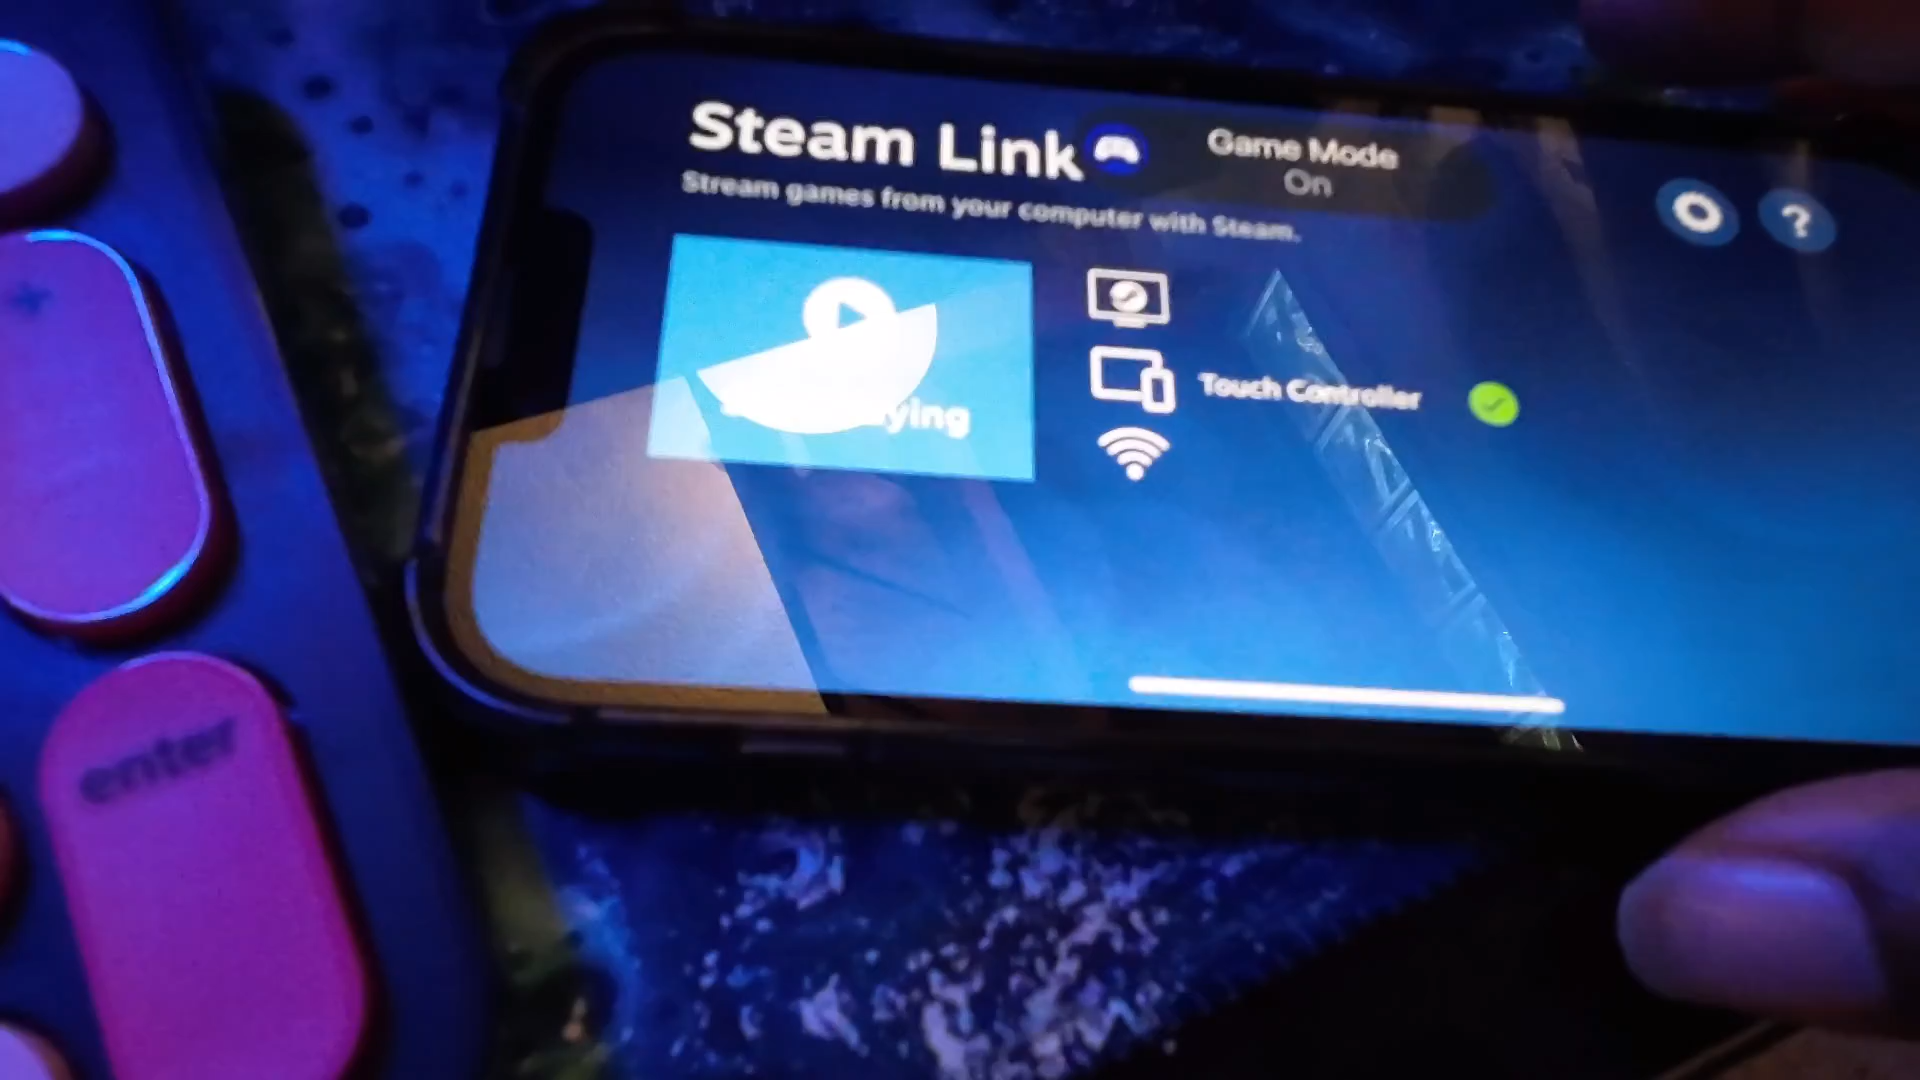 Steam Link
Game Mode
On
Stream games from your computer with Steam.
?
Touch Controller
+
enter